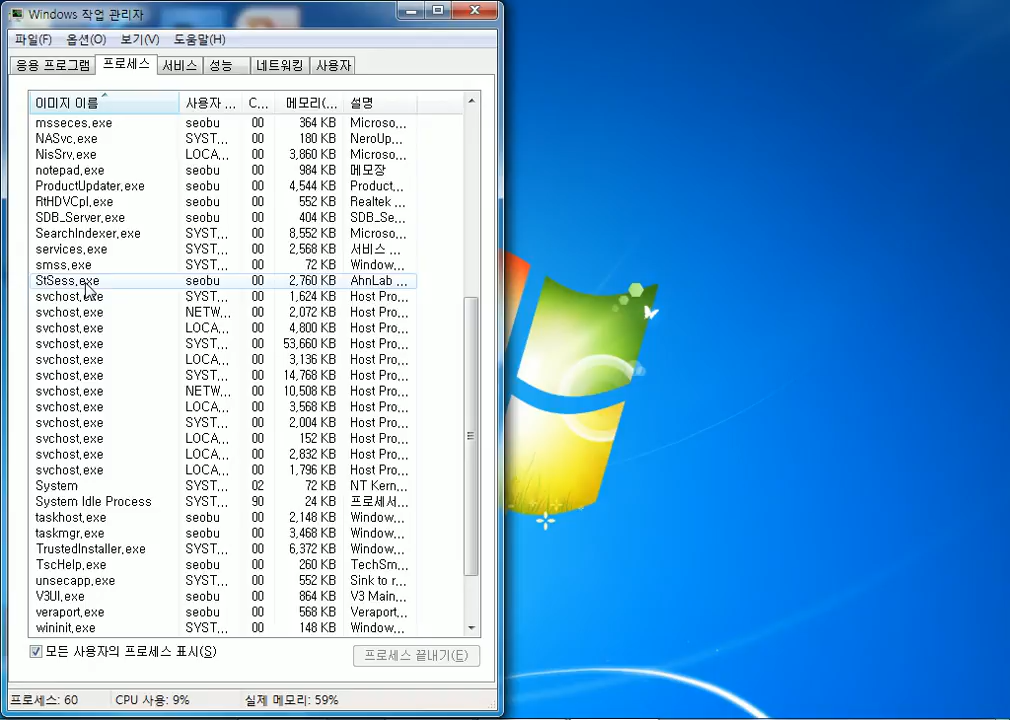 Windows 작업 관리자
파일(F) 옵션(O) 보기(V) 도움말(H)
응용 프로그램 프로세스 서비스 성능 네트워킹 사용자
이미지 이름 사용자 ... C... 메모리(... 설명
msseces.exe seobu 00 364 KB Microso...
NASvc.exe SYST... 00 180 KB NeroUp...
NisSrv.exe LOCA... 00 3,860 KB Microso...
notepad.exe seobu 00 984 KB 메모장
ProductUpdater.exe seobu 00 4,544 KB Product...
RtHDVCpl.exe seobu 00 552 KB Realtek ...
SDB_Server.exe seobu 00 404 KB SDB_Se...
SearchIndexer.exe SYST... 00 8,552 KB Microso...
services.exe SYST... 00 2,568 KB 서비스 ...
smss.exe SYST... 00 72 KB Window...
StSess.exe seobu 00 2,760 KB AhnLab ...
svchost.exe SYST... 00 1,624 KB Host Pro...
svchost.exe NETW... 00 2,072 KB Host Pro...
svchost.exe LOCA... 00 4,800 KB Host Pro...
svchost.exe SYST... 00 53,660 KB Host Pro...
svchost.exe LOCA... 00 3,136 KB Host Pro...
svchost.exe SYST... 00 14,768 KB Host Pro...
svchost.exe NETW... 00 10,508 KB Host Pro...
svchost.exe LOCA... 00 3,568 KB Host Pro...
svchost.exe SYST... 00 2,004 KB Host Pro...
svchost.exe LOCA... 00 152 KB Host Pro...
svchost.exe LOCA... 00 2,832 KB Host Pro...
svchost.exe LOCA... 00 1,796 KB Host Pro...
System SYST... 02 72 KB NT Kern...
System Idle Process SYST... 90 24 KB 프로세서...
taskhost.exe seobu 00 2,148 KB Window...
taskmgr.exe seobu 00 3,468 KB Window...
TrustedInstaller.exe SYST... 00 6,372 KB Window...
TscHelp.exe seobu 00 260 KB TechSm...
unsecapp.exe SYST... 00 552 KB Sink to r...
V3UI.exe seobu 00 864 KB V3 Main...
veraport.exe seobu 00 568 KB Veraport...
wininit.exe SYST... 00 148 KB Window...
모든 사용자의 프로세스 표시(S) 프로세스 끝내기(E)
프로세스: 60 CPU 사용: 9% 실제 메모리: 59%